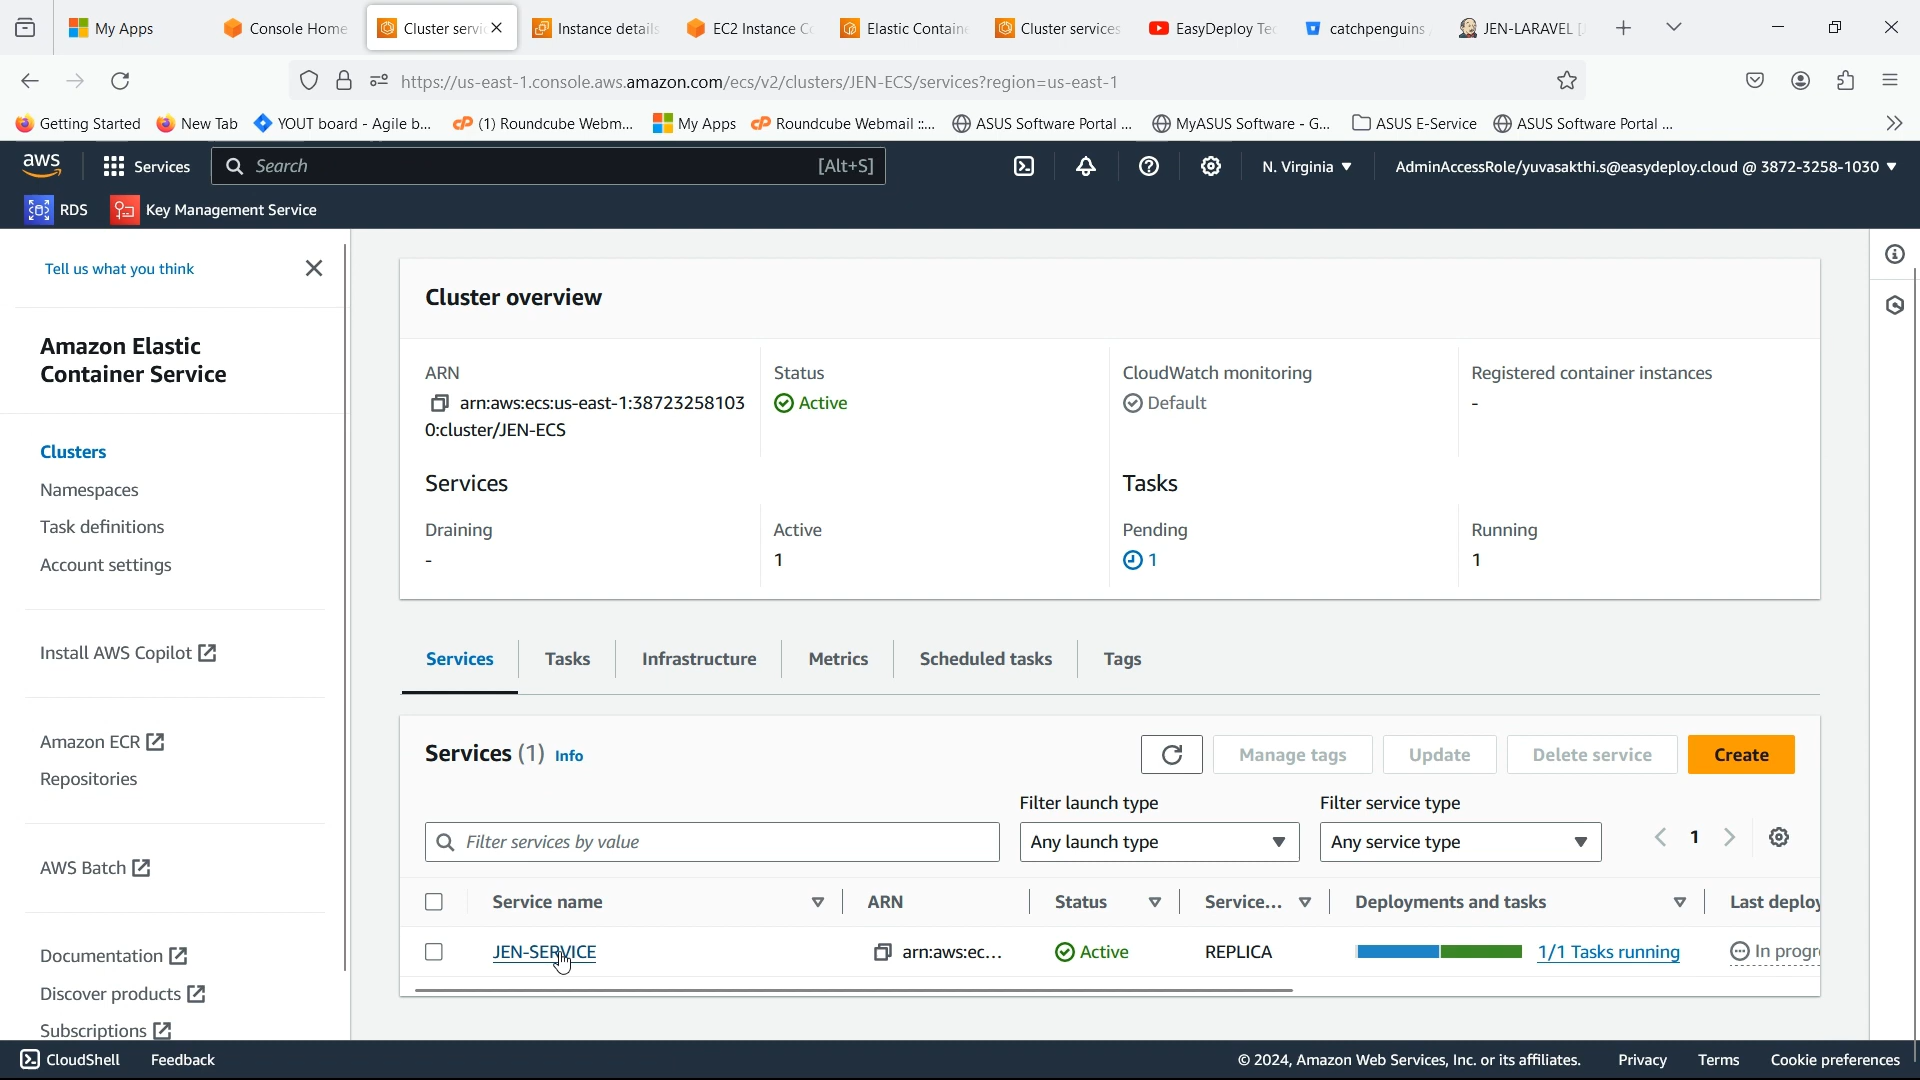 My Apps
Console Home
Cluster servic
Instance details
EC2 Instance C
Elastic Containe
Cluster services
EasyDeploy Tec
catchpenguins
JEN-LARAVEL [J
https://us-east-1.console.aws.amazon.com/ecs/v2/clusters/JEN-ECS/services?region=us-east-1
Getting Started
New Tab
YOUT board - Agile b...
(1) Roundcube Webm...
My Apps
Roundcube Webmail ::...
ASUS Software Portal ...
MyASUS Software - G...
ASUS E-Service
ASUS Software Portal ...
aws
Services
Search
[Alt+S]
N. Virginia
AdminAccessRole/yuvasakthi.s@easydeploy.cloud @ 3872-3258-1030
RDS
Key Management Service
Tell us what you think
Amazon Elastic
Container Service
Clusters
Namespaces
Task definitions
Account settings
Install AWS Copilot
Amazon ECR
Repositories
AWS Batch
Documentation
Discover products
Subscriptions
Cluster overview
ARN
arn:aws:ecs:us-east-1:38723258103
0:cluster/JEN-ECS
Status
Active
CloudWatch monitoring
Default
Registered container instances
-
Services
Tasks
Draining
-
Active
1
Pending
1
Running
1
Services
Tasks
Infrastructure
Metrics
Scheduled tasks
Tags
Services (1) Info
Manage tags
Update
Delete service
Create
Filter launch type
Filter service type
Filter services by value
Any launch type
Any service type
1
Service name
ARN
Status
Service...
Deployments and tasks
Last deploy
JEN-SERVICE
arn:aws:ec...
Active
REPLICA
1/1 Tasks running
In progr
CloudShell
Feedback
© 2024, Amazon Web Services, Inc. or its affiliates.
Privacy
Terms
Cookie preferences